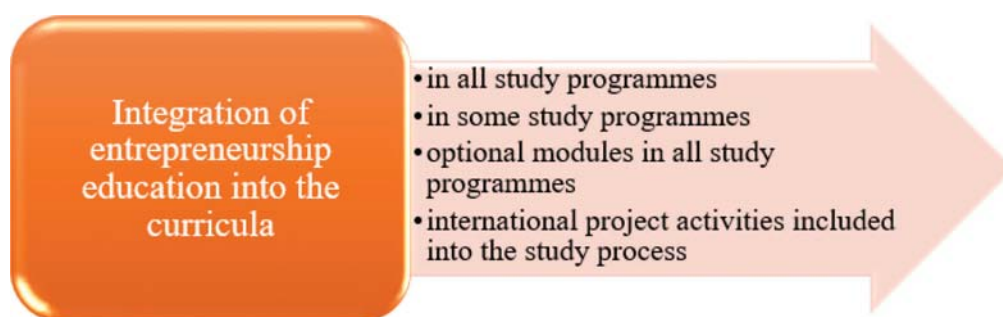 Integration of
entrepreneurship
education into the
curricula
•in all study programmes
•in some study programmes
•optional modules in all study
programmes
•international project activities included
into the study process